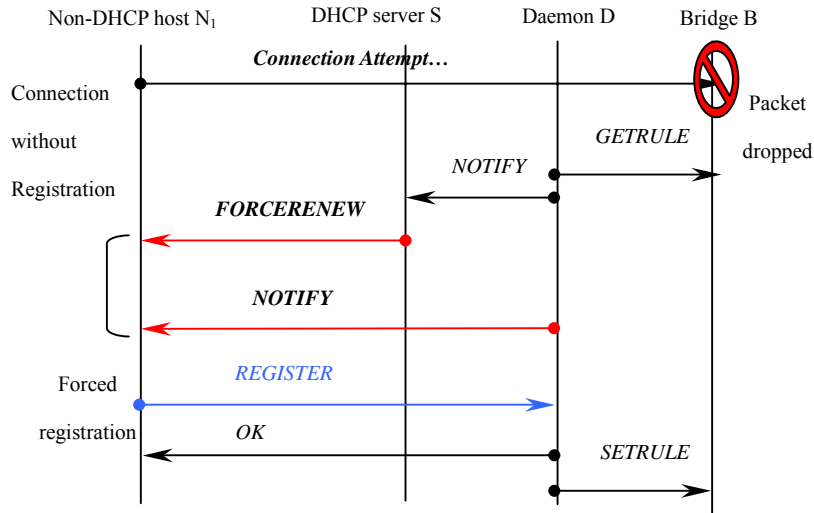 Non-DHCP host N₁ DHCP server S Daemon D Bridge B
Connection Attempt…
Connection
without
Registration
Packet
dropped
GETRULE
NOTIFY
FORCERENEW
NOTIFY
Forced
registration
REGISTER
OK
SETRULE